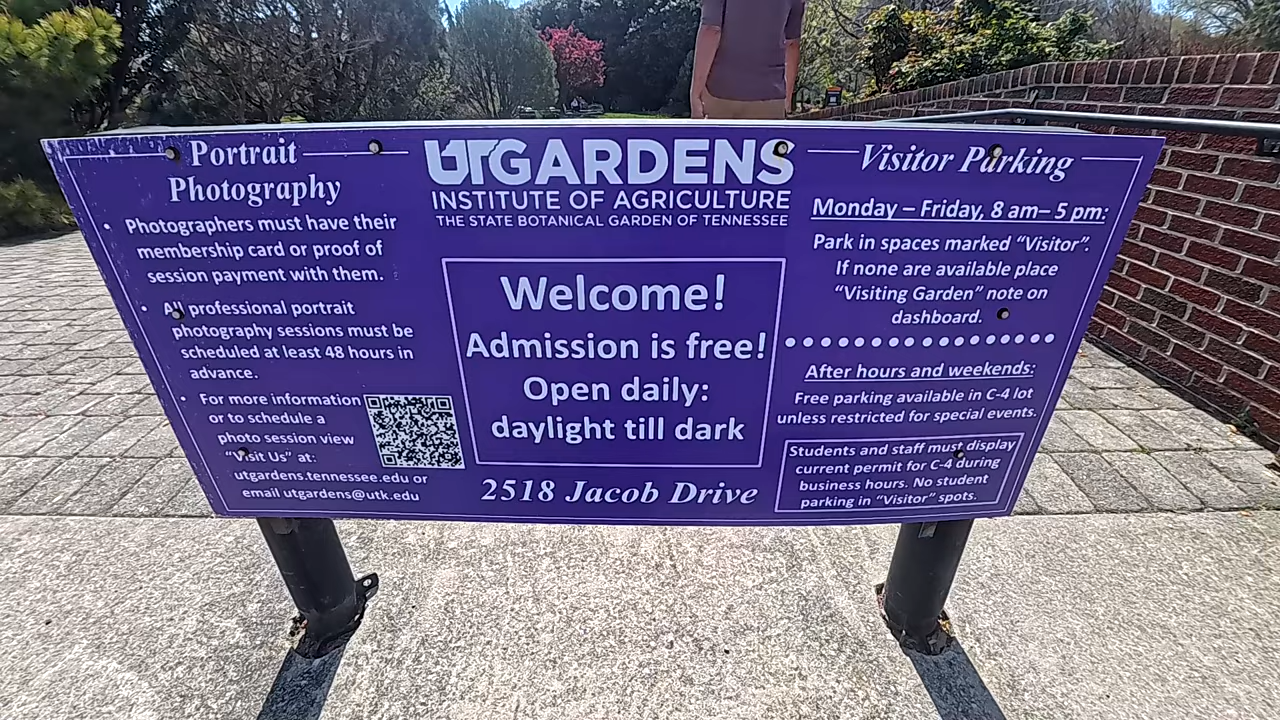 Portrait
Photography
• Photographers must have their
membership card or proof of
session payment with them.
• All professional portrait
photography sessions must be
scheduled at least 48 hours in
advance.
• For more information
or to schedule a
photo session view
"Visit Us" at:
utgardens.tennessee.edu or
email utgardens@utk.edu
UTGARDENS
INSTITUTE OF AGRICULTURE
THE STATE BOTANICAL GARDEN OF TENNESSEE
Welcome!
Admission is free!
Open daily:
daylight till dark
2518 Jacob Drive
Visitor Parking
Monday – Friday, 8 am– 5 pm:
Park in spaces marked "Visitor".
If none are available place
"Visiting Garden" note on
dashboard.
After hours and weekends:
Free parking available in C-4 lot
unless restricted for special events.
Students and staff must display
current permit for C-4 during
business hours. No student
parking in "Visitor" spots.